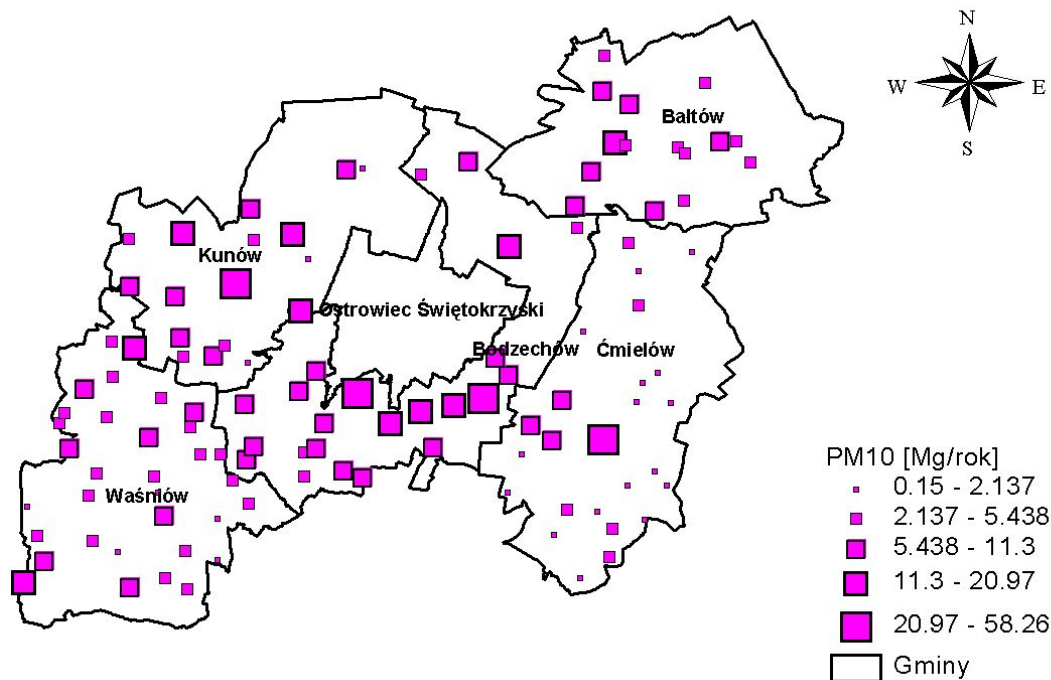 N
W E
S
Bałtów
Kunów
Ostrowiec Świętokrzyski
Bodzechów
Ćmielów
Waśniów
PM10 [Mg/rok]
0.15 - 2.137
2.137 - 5.438
5.438 - 11.3
11.3 - 20.97
20.97 - 58.26
Gminy